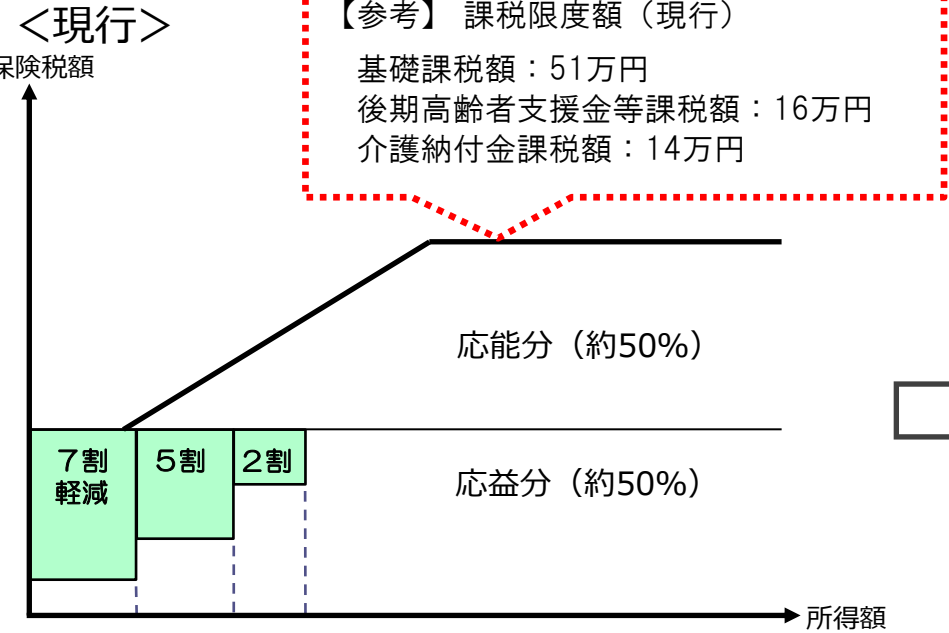 <現行>
保険税額
【参考】 課税限度額(現行)
基礎課税額:51万円
後期高齢者支援金等課税額:16万円
介護納付金課税額:14万円
応能分(約50%)
7割
軽減
5割
2割
応益分(約50%)
所得額